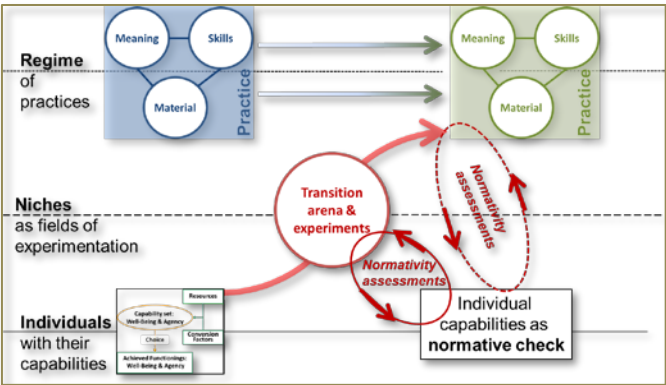 Regime
of
practices
Meaning
Skills
Material
Practice
Meaning
Skills
Material
Practice
Niches
as fields of
experimentation
Transition
arena &
experiments
Normativity
assessments
Normativity
assessments
Individuals
with their
capabilities
Resources
Capability set:
Well-Being & Agency
Choice
Conversion
Factors
Achieved Functionings:
Well-Being & Agency
Individual
capabilities as
normative check